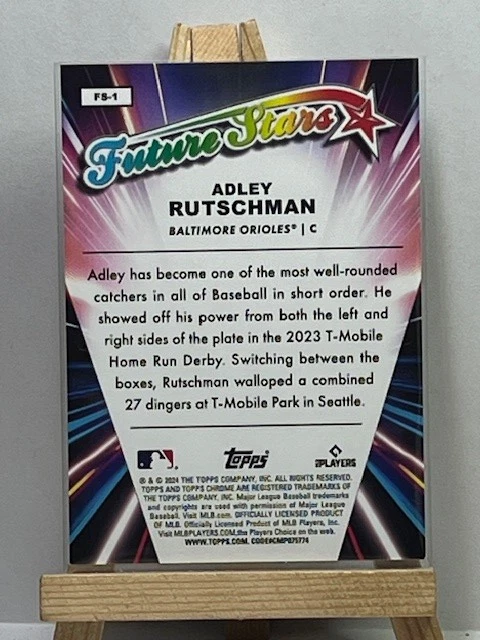 FS-1
Future Stars
ADLEY
RUTSCHMAN
BALTIMORE ORIOLES® | C
Adley has become one of the most well-rounded
catchers in all of Baseball in short order. He
showed off his power from both the left and
right sides of the plate in the 2023 T-Mobile
Home Run Derby. Switching between the
boxes, Rutschman walloped a combined
27 dingers at T-Mobile Park in Seattle.
topps
PLAYERS
® & © 2024 THE TOPPS COMPANY, INC. ALL RIGHTS RESERVED.
TOPPS AND TOPPS CHROME ARE REGISTERED TRADEMARKS OF
THE TOPPS COMPANY, INC. Major League Baseball trademarks
and copyrights are used with permission of Major League
Baseball. Visit MLB.com. OFFICIALLY LICENSED PRODUCT
OF MLB. Officially Licensed Product of MLB Players, Inc.
Visit MLBPLAYERS.COM, the Players Choice on the web.
WWW.TOPPS.COM. CODE#CMP075774